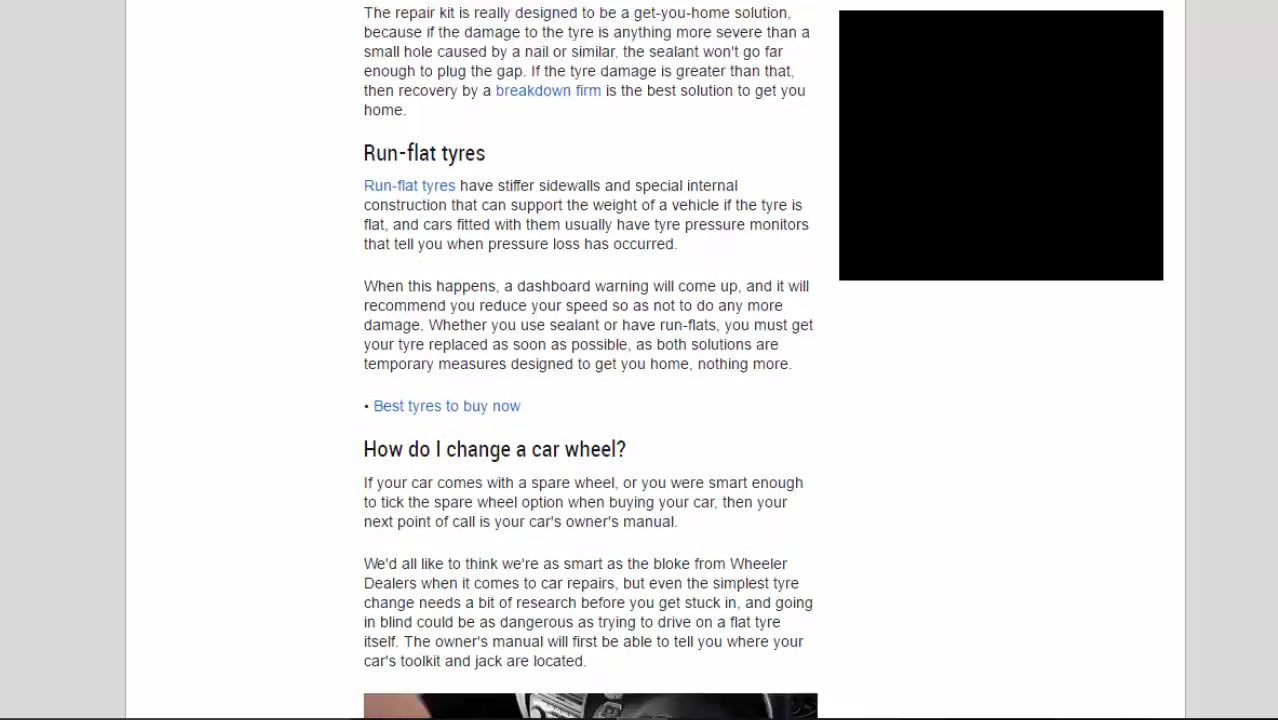 The repair kit is really designed to be a get-you-home solution,
because if the damage to the tyre is anything more severe than a
small hole caused by a nail or similar, the sealant won't go far
enough to plug the gap. If the tyre damage is greater than that,
then recovery by a breakdown firm is the best solution to get you
home.
Run-flat tyres
Run-flat tyres have stiffer sidewalls and special internal
construction that can support the weight of a vehicle if the tyre is
flat, and cars fitted with them usually have tyre pressure monitors
that tell you when pressure loss has occurred.
When this happens, a dashboard warning will come up, and it will
recommend you reduce your speed so as not to do any more
damage. Whether you use sealant or have run-flats, you must get
your tyre replaced as soon as possible, as both solutions are
temporary measures designed to get you home, nothing more.
• Best tyres to buy now
How do I change a car wheel?
If your car comes with a spare wheel, or you were smart enough
to tick the spare wheel option when buying your car, then your
next point of call is your car's owner's manual.
We'd all like to think we're as smart as the bloke from Wheeler
Dealers when it comes to car repairs, but even the simplest tyre
change needs a bit of research before you get stuck in, and going
in blind could be as dangerous as trying to drive on a flat tyre
itself. The owner's manual will first be able to tell you where your
car's toolkit and jack are located.